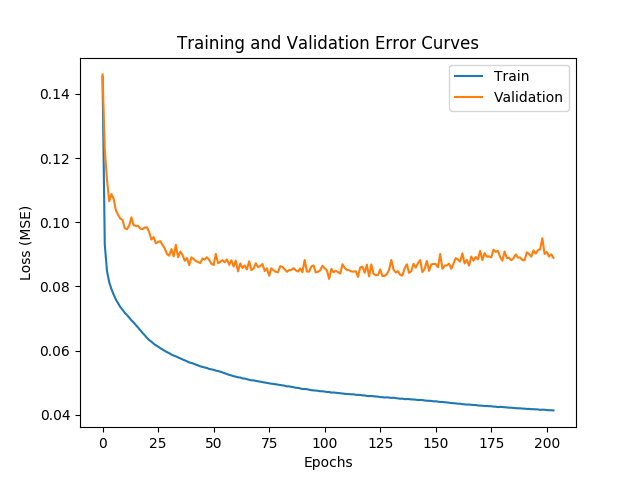 Training and Validation Error Curves
Train
Validation
0.14
0.12
0.10
0.08
0.06
0.04
Loss (MSE)
0 25 50 75 100 125 150 175 200
Epochs